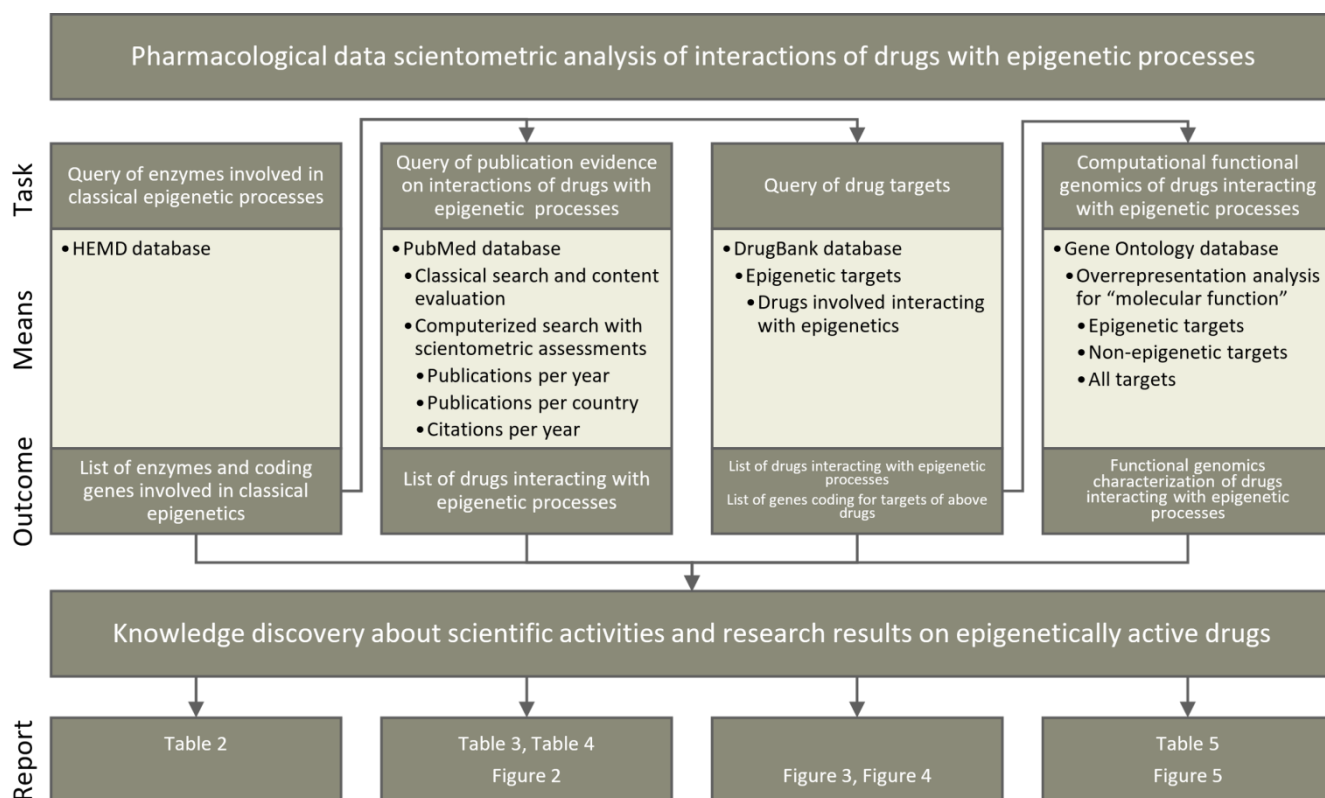 Pharmacological data scientometric analysis of interactions of drugs with epigenetic processes
Task
Query of enzymes involved in
classical epigenetic processes
Query of publication evidence
on interactions of drugs with
epigenetic processes
Query of drug targets
Computational functional
genomics of drugs interacting
with epigenetic processes
Means
•HEMD database
•PubMed database
•Classical search and content
evaluation
•Computerized search with
scientometric assessments
•Publications per year
•Publications per country
•Citations per year
•DrugBank database
•Epigenetic targets
•Drugs involved interacting
with epigenetics
•Gene Ontology database
•Overrepresentation analysis
for “molecular function”
•Epigenetic targets
•Non-epigenetic targets
•All targets
Outcome
List of enzymes and coding
genes involved in classical
epigenetics
List of drugs interacting with
epigenetic processes
List of drugs interacting with epigenetic
processes
List of genes coding for targets of above
drugs
Functional genomics
characterization of drugs
interacting with epigenetic
processes
Knowledge discovery about scientific activities and research results on epigenetically active drugs
Report
Table 2
Table 3, Table 4
Figure 2
Figure 3, Figure 4
Table 5
Figure 5